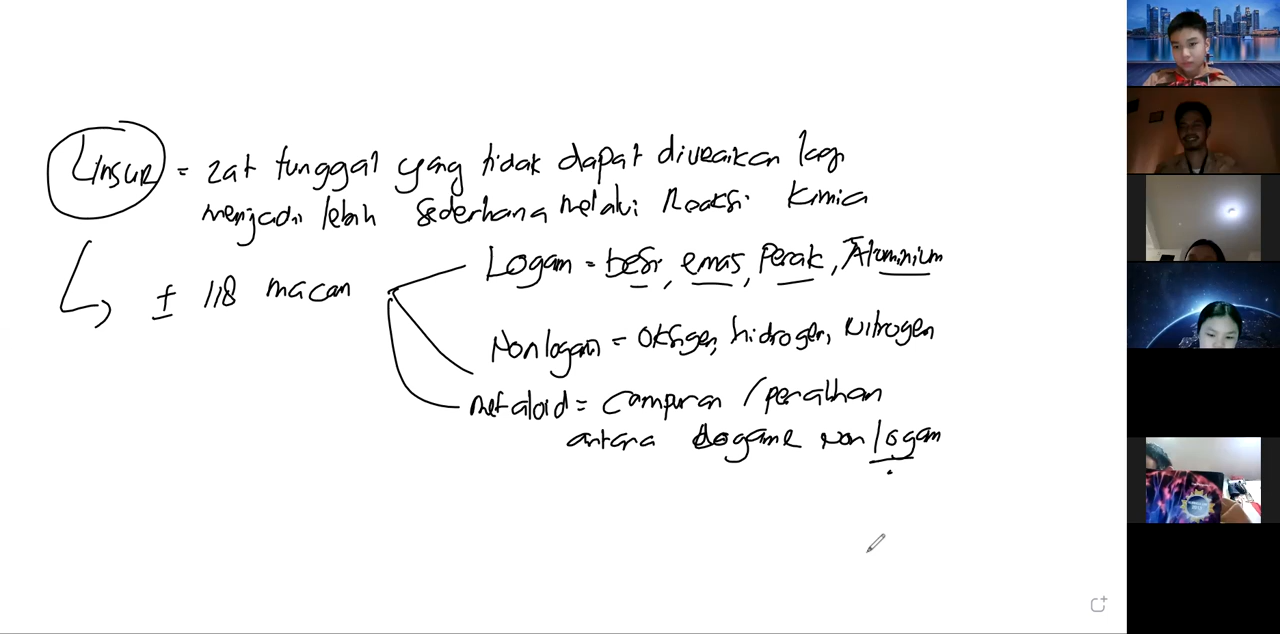 Unsur = zat tunggal yang tidak dapat diuraikan lagi
menjadi lebih sederhana melalui Reaksi Kimia
± 118 macam
Logam = besi, emas, Perak, Aluminium
Nonlogam = Oksigen, hidrogen, Nitrogen
metaloid = Campuran / peralihan
antara non logam